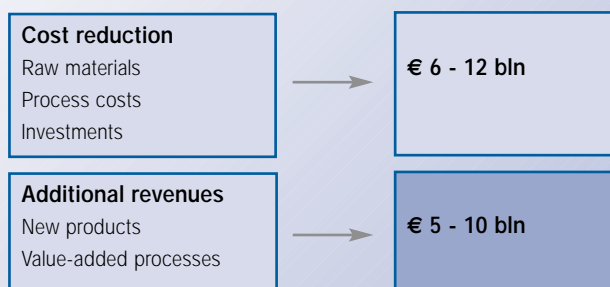 Cost reduction
Raw materials
Process costs
Investments
€ 6 - 12 bln
Additional revenues
New products
Value-added processes
€ 5 - 10 bln